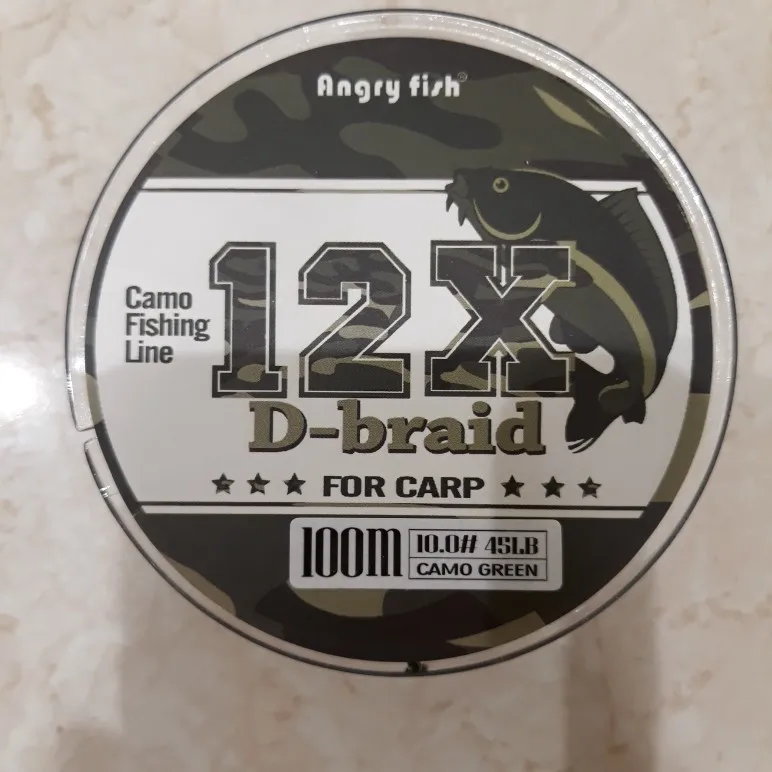 Angry fish®
12X
Camo
Fishing
Line
D-braid
FOR CARP
100m
10.0# 45LB
CAMO GREEN